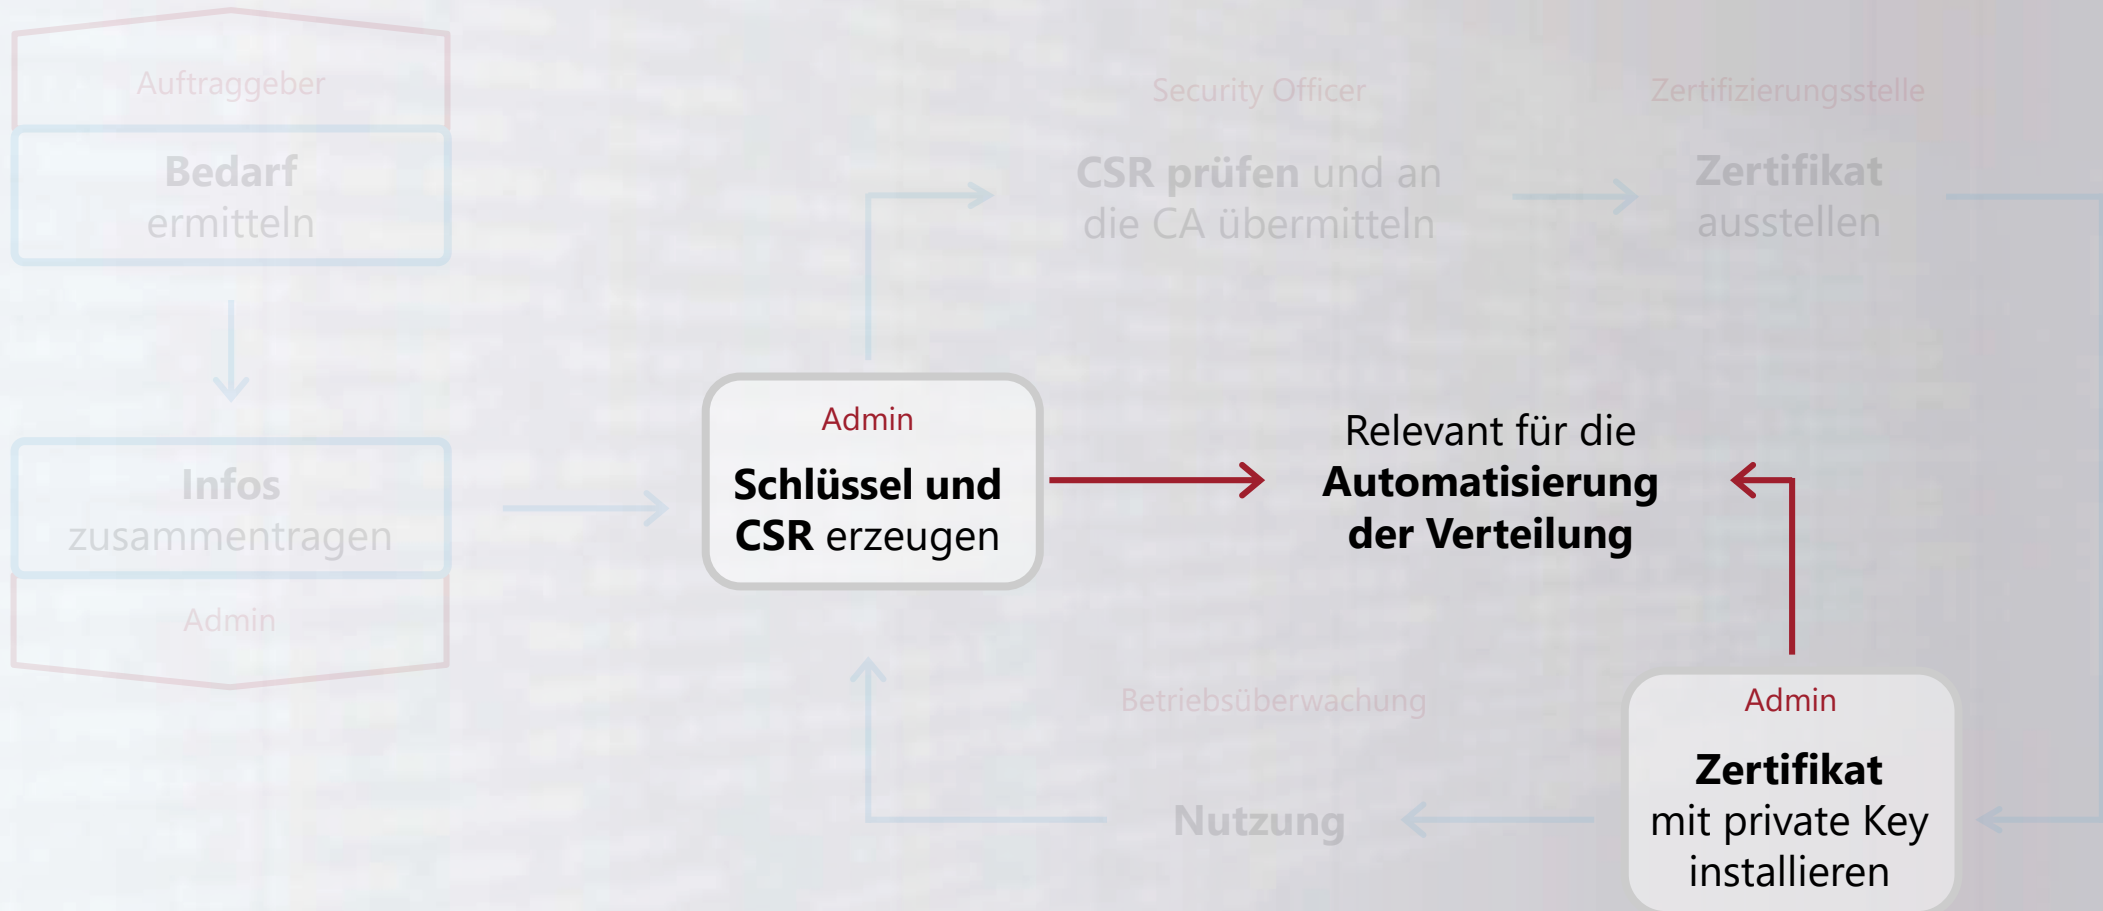 Auftraggeber
Bedarf
ermitteln
Infos
zusammentragen
Admin
Admin
Schlüssel und
CSR erzeugen
Security Officer
CSR prüfen und an
die CA übermitteln
Zertifizierungsstelle
Zertifikat
ausstellen
Relevant für die
Automatisierung
der Verteilung
Admin
Zertifikat
mit private Key
installieren
Betriebsüberwachung
Nutzung